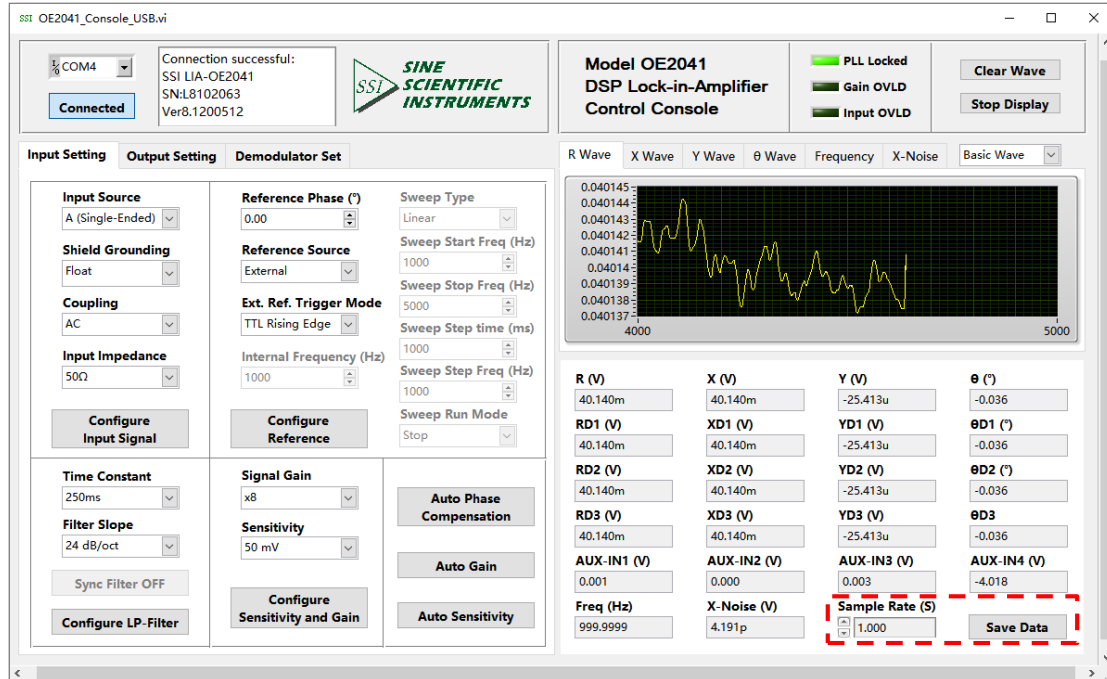 SSI OE2041_Console_USB.vi
COM4
Connected
Connection successful:
SSI LIA-OE2041
SN:L8102063
Ver8.1200512
SSI
SINE
SCIENTIFIC
INSTRUMENTS
Model OE2041
DSP Lock-in-Amplifier
Control Console
PLL Locked
Gain OVLD
Input OVLD
Clear Wave
Stop Display
Input Setting Output Setting Demodulator Set
Input Source
A (Single-Ended)
Shield Grounding
Float
Coupling
AC
Input Impedance
50Ω
Configure
Input Signal
Reference Phase (°)
0.00
Reference Source
External
Ext. Ref. Trigger Mode
TTL Rising Edge
Internal Frequency (Hz)
1000
Configure
Reference
Sweep Type
Linear
Sweep Start Freq (Hz)
1000
Sweep Stop Freq (Hz)
5000
Sweep Step time (ms)
1000
Sweep Step Freq (Hz)
1000
Sweep Run Mode
Stop
Time Constant
250ms
Filter Slope
24 dB/oct
Sync Filter OFF
Configure LP-Filter
Signal Gain
x8
Sensitivity
50 mV
Configure
Sensitivity and Gain
Auto Phase
Compensation
Auto Gain
Auto Sensitivity
R Wave X Wave Y Wave θ Wave Frequency X-Noise Basic Wave
0.040145
0.040144
0.040143
0.040142
0.040141
0.04014
0.040139
0.040138
0.040137
4000 5000
R (V) X (V) Y (V) θ (°)
40.140m 40.140m -25.413u -0.036
RD1 (V) XD1 (V) YD1 (V) θD1 (°)
40.140m 40.140m -25.413u -0.036
RD2 (V) XD2 (V) YD2 (V) θD2 (°)
40.140m 40.140m -25.413u -0.036
RD3 (V) XD3 (V) YD3 (V) θD3
40.140m 40.140m -25.413u -0.036
AUX-IN1 (V) AUX-IN2 (V) AUX-IN3 (V) AUX-IN4 (V)
0.001 0.000 0.003 -4.018
Freq (Hz) X-Noise (V) Sample Rate (S)
999.9999 4.191p 1.000 Save Data